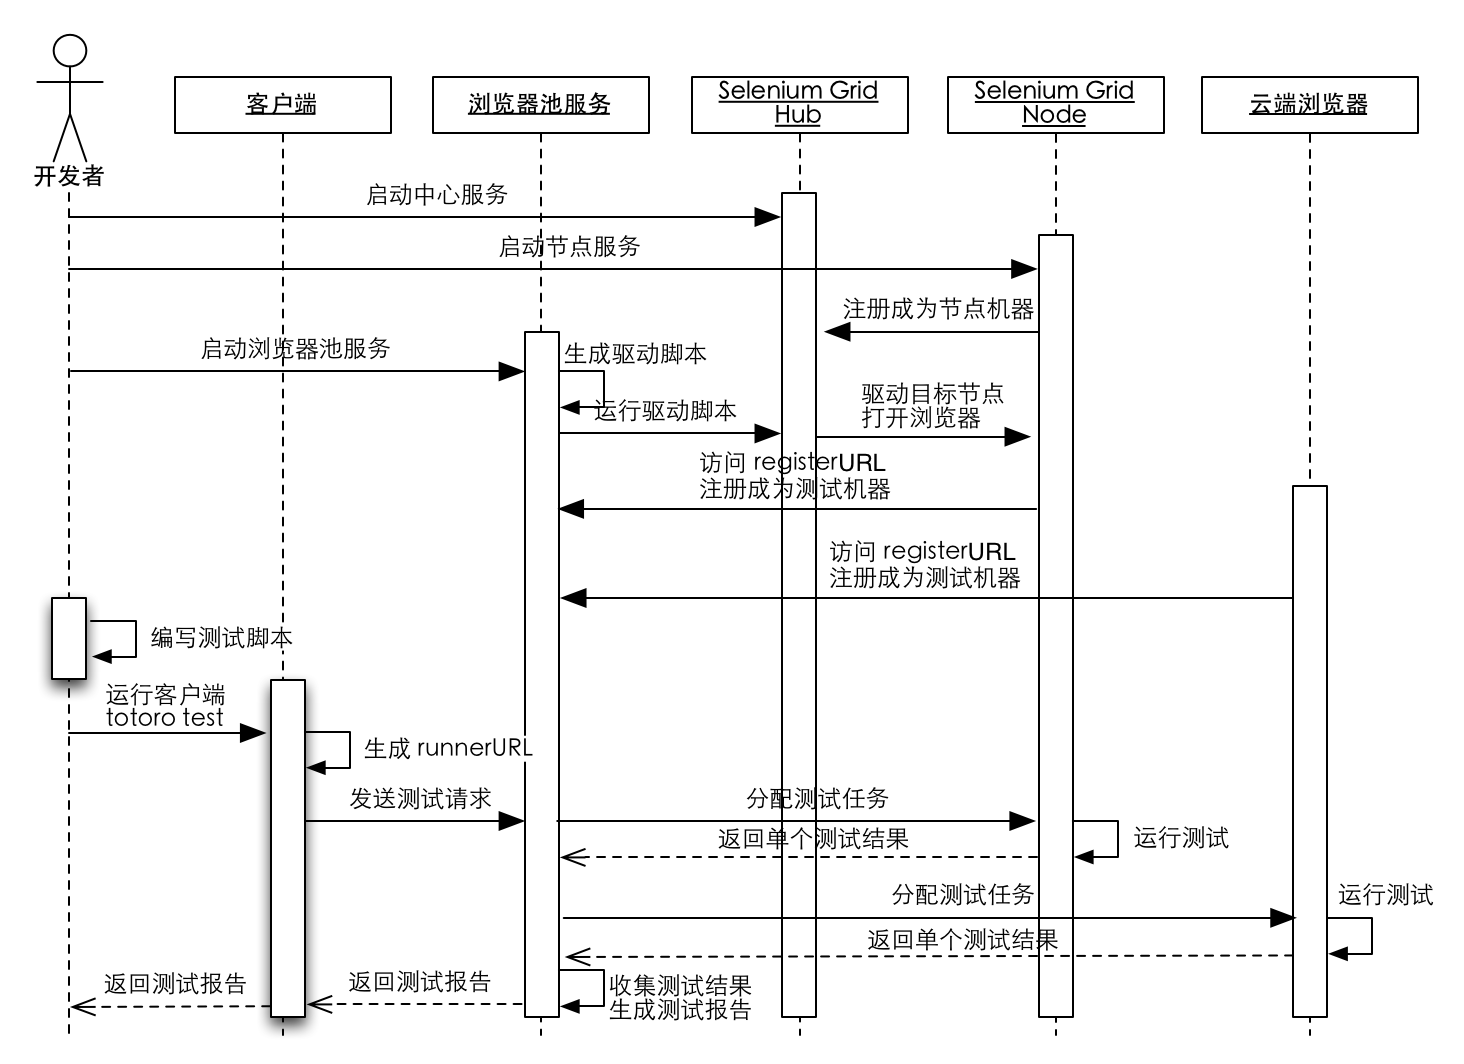 客户端
浏览器池服务
Selenium Grid
Hub
Selenium Grid
Node
云端浏览器
开发者
启动中心服务
启动节点服务
注册成为节点机器
启动浏览器池服务
生成驱动脚本
运行驱动脚本
驱动目标节点
打开浏览器
访问 registerURL
注册成为测试机器
访问 registerURL
注册成为测试机器
编写测试脚本
运行客户端
totoro test
生成 runnerURL
发送测试请求
分配测试任务
返回单个测试结果
运行测试
分配测试任务
运行测试
返回单个测试结果
返回测试报告
返回测试报告
收集测试结果
生成测试报告